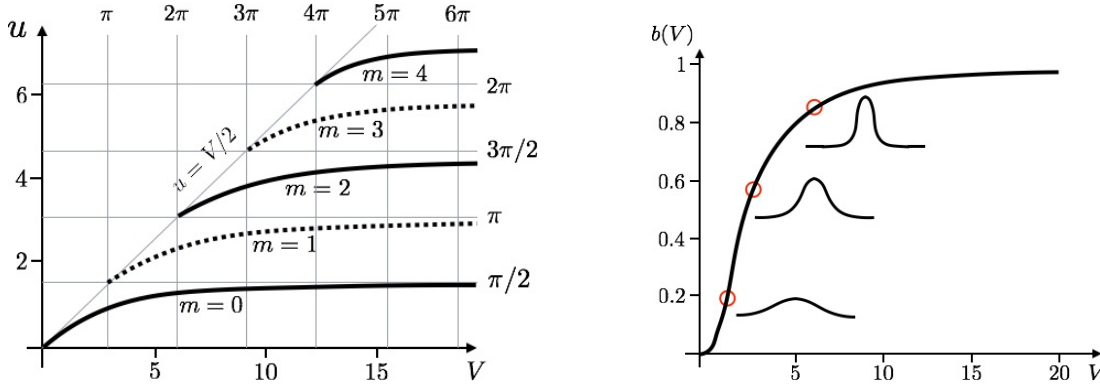 π 2π 3π 4π 5π 6π
u
6
4
2
u = V/2
m = 4
m = 3
m = 2
m = 1
m = 0
2π
3π/2
π
π/2
5 10 15 V
b(V)
1
0.8
0.6
0.4
0.2
5 10 15 20 V